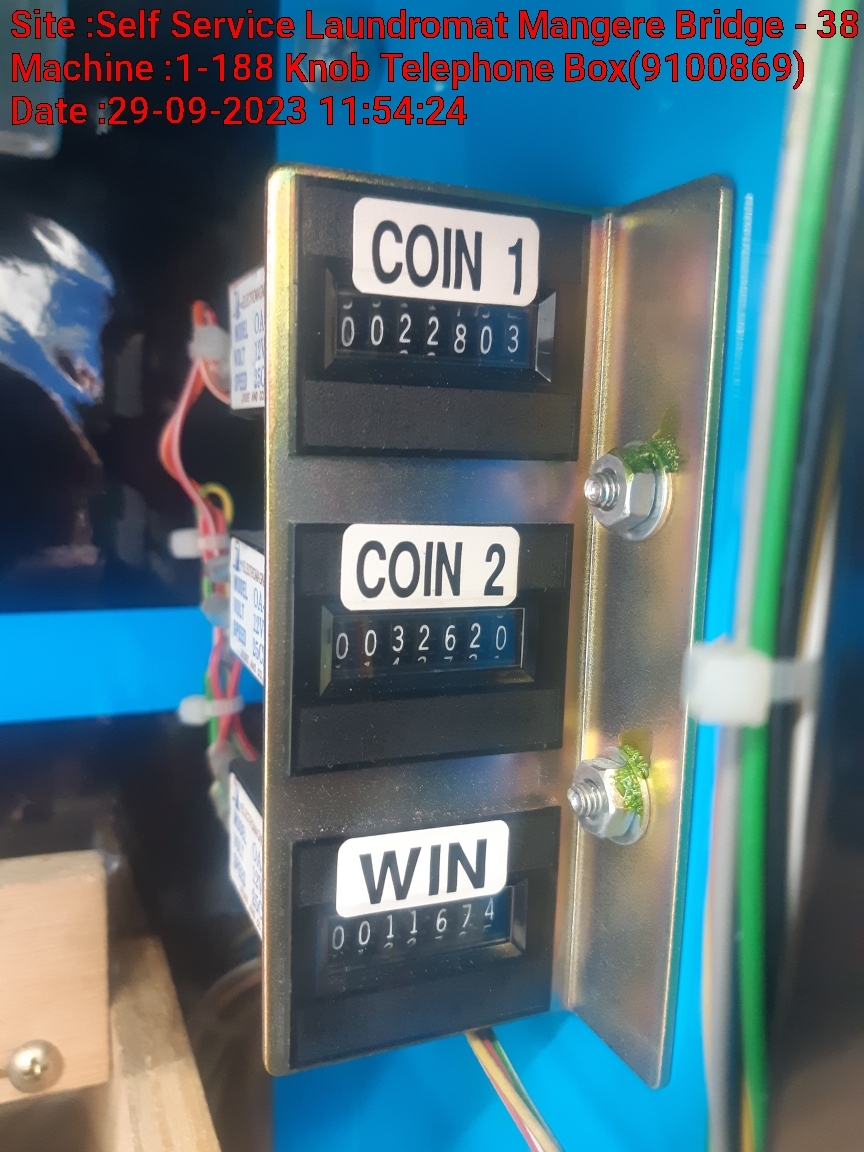 Site :Self Service Laundromat Mangere Bridge - 38
Machine :1-188 Knob Telephone Box(9100869)
Date :29-09-2023 11:54:24
COIN 1
0022803
COIN 2
0032620
WIN
0011674